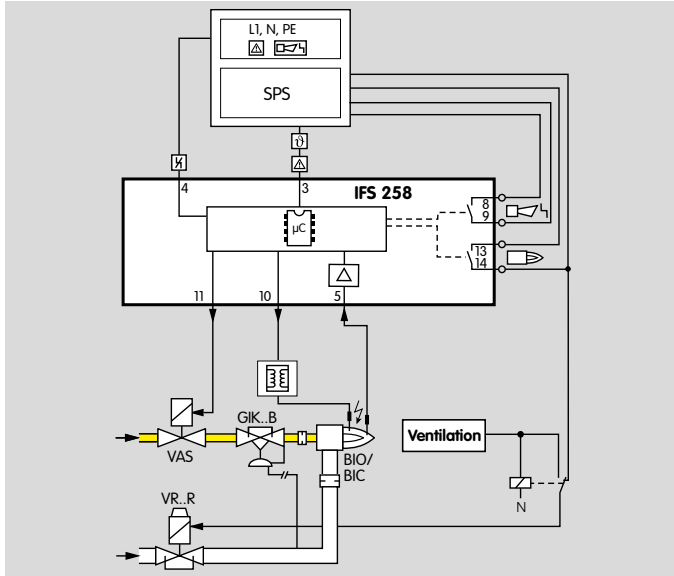 L1, N, PE
SPS
ϑ
4
3
IFS 258
µC
8
9
13
14
11
10
5
GIK..B
VAS
BIO/
BIC
Ventilation
VR..R
N